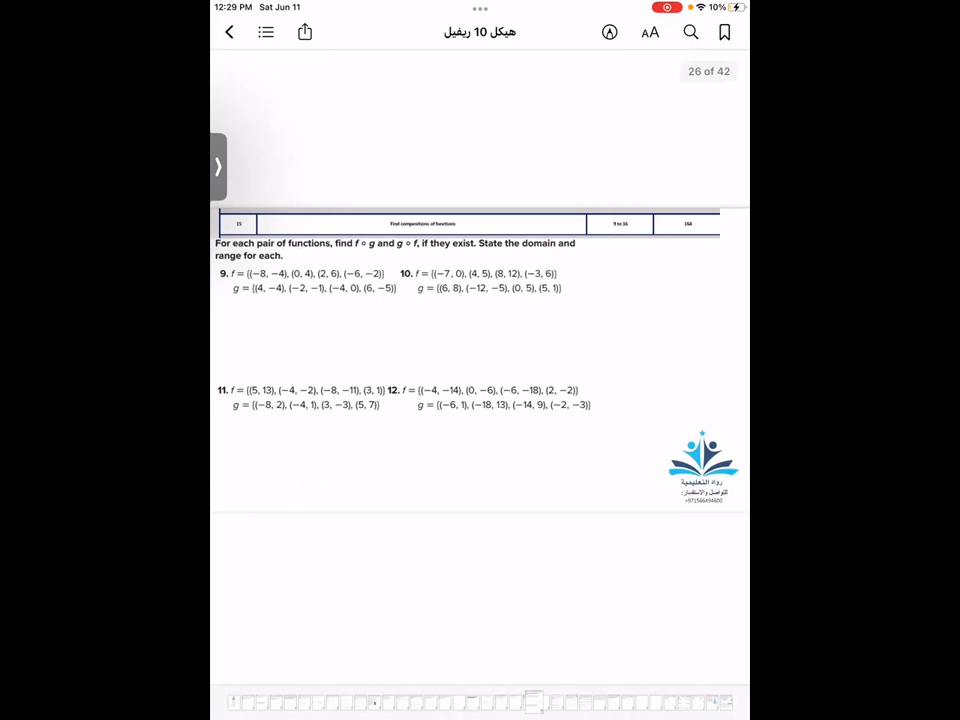 12:29 PM Sat Jun 11
10%
هيكل 10 ريفيل
AA
26 of 42
15 Find compositions of functions 9 to 16 164
For each pair of functions, find f ∘ g and g ∘ f, if they exist. State the domain and
range for each.
9. f = {(−8, −4), (0, 4), (2, 6), (−6, −2)} 10. f = {(−7, 0), (4, 5), (8, 12), (−3, 6)}
g = {(4, −4), (−2, −1), (−4, 0), (6, −5)} g = {(6, 8), (−12, −5), (0, 5), (5, 1)}
11. f = {(5, 13), (−4, −2), (−8, −11), (3, 1)} 12. f = {(−4, −14), (0, −6), (−6, −18), (2, −2)}
g = {(−8, 2), (−4, 1), (3, −3), (5, 7)} g = {(−6, 1), (−18, 13), (−14, 9), (−2, −3)}
رواد التعليمية
للتواصل والاستفسار:
+971566494600